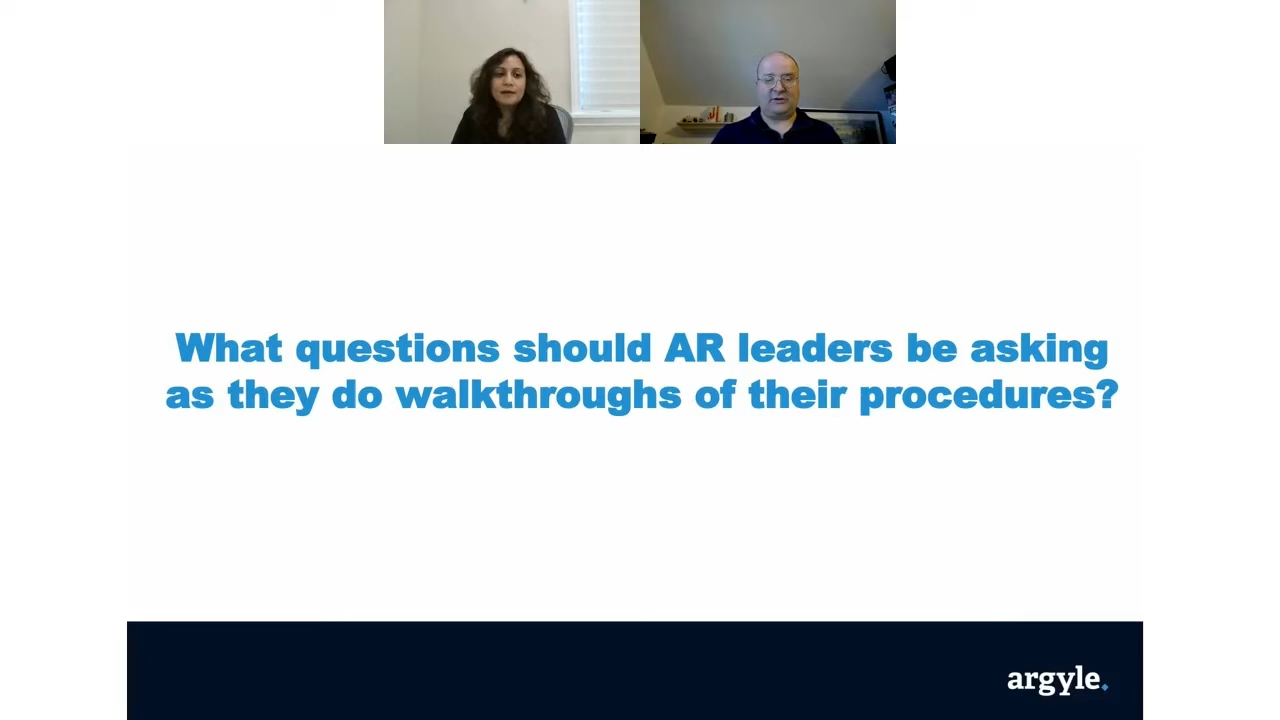 What questions should AR leaders be asking
as they do walkthroughs of their procedures?
argyle.